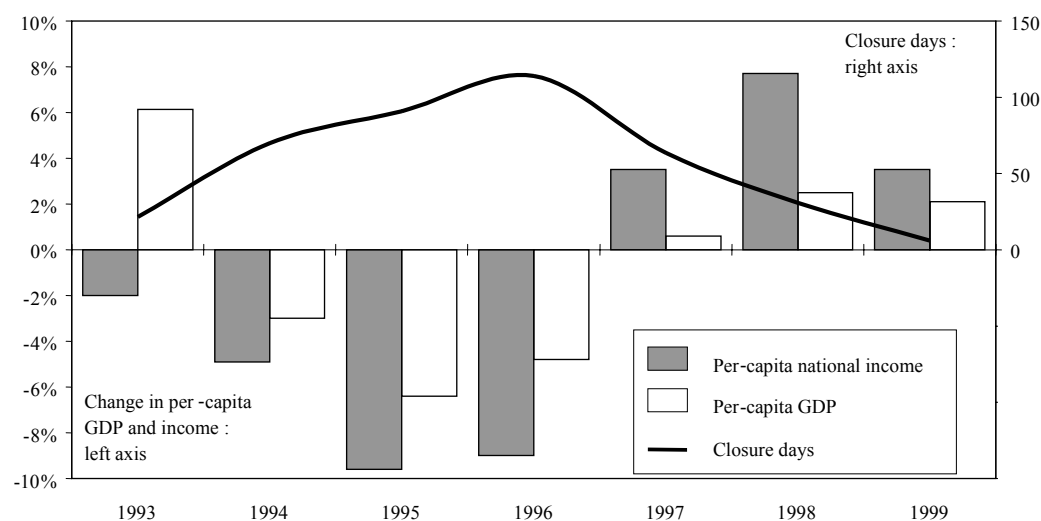 10%
8%
6%
4%
2%
0%
-2%
-4%
-6%
-8%
-10%
150
100
50
0
Closure days :
right axis
Change in per -capita
GDP and income :
left axis
Per-capita national income
Per-capita GDP
Closure days
1993 1994 1995 1996 1997 1998 1999